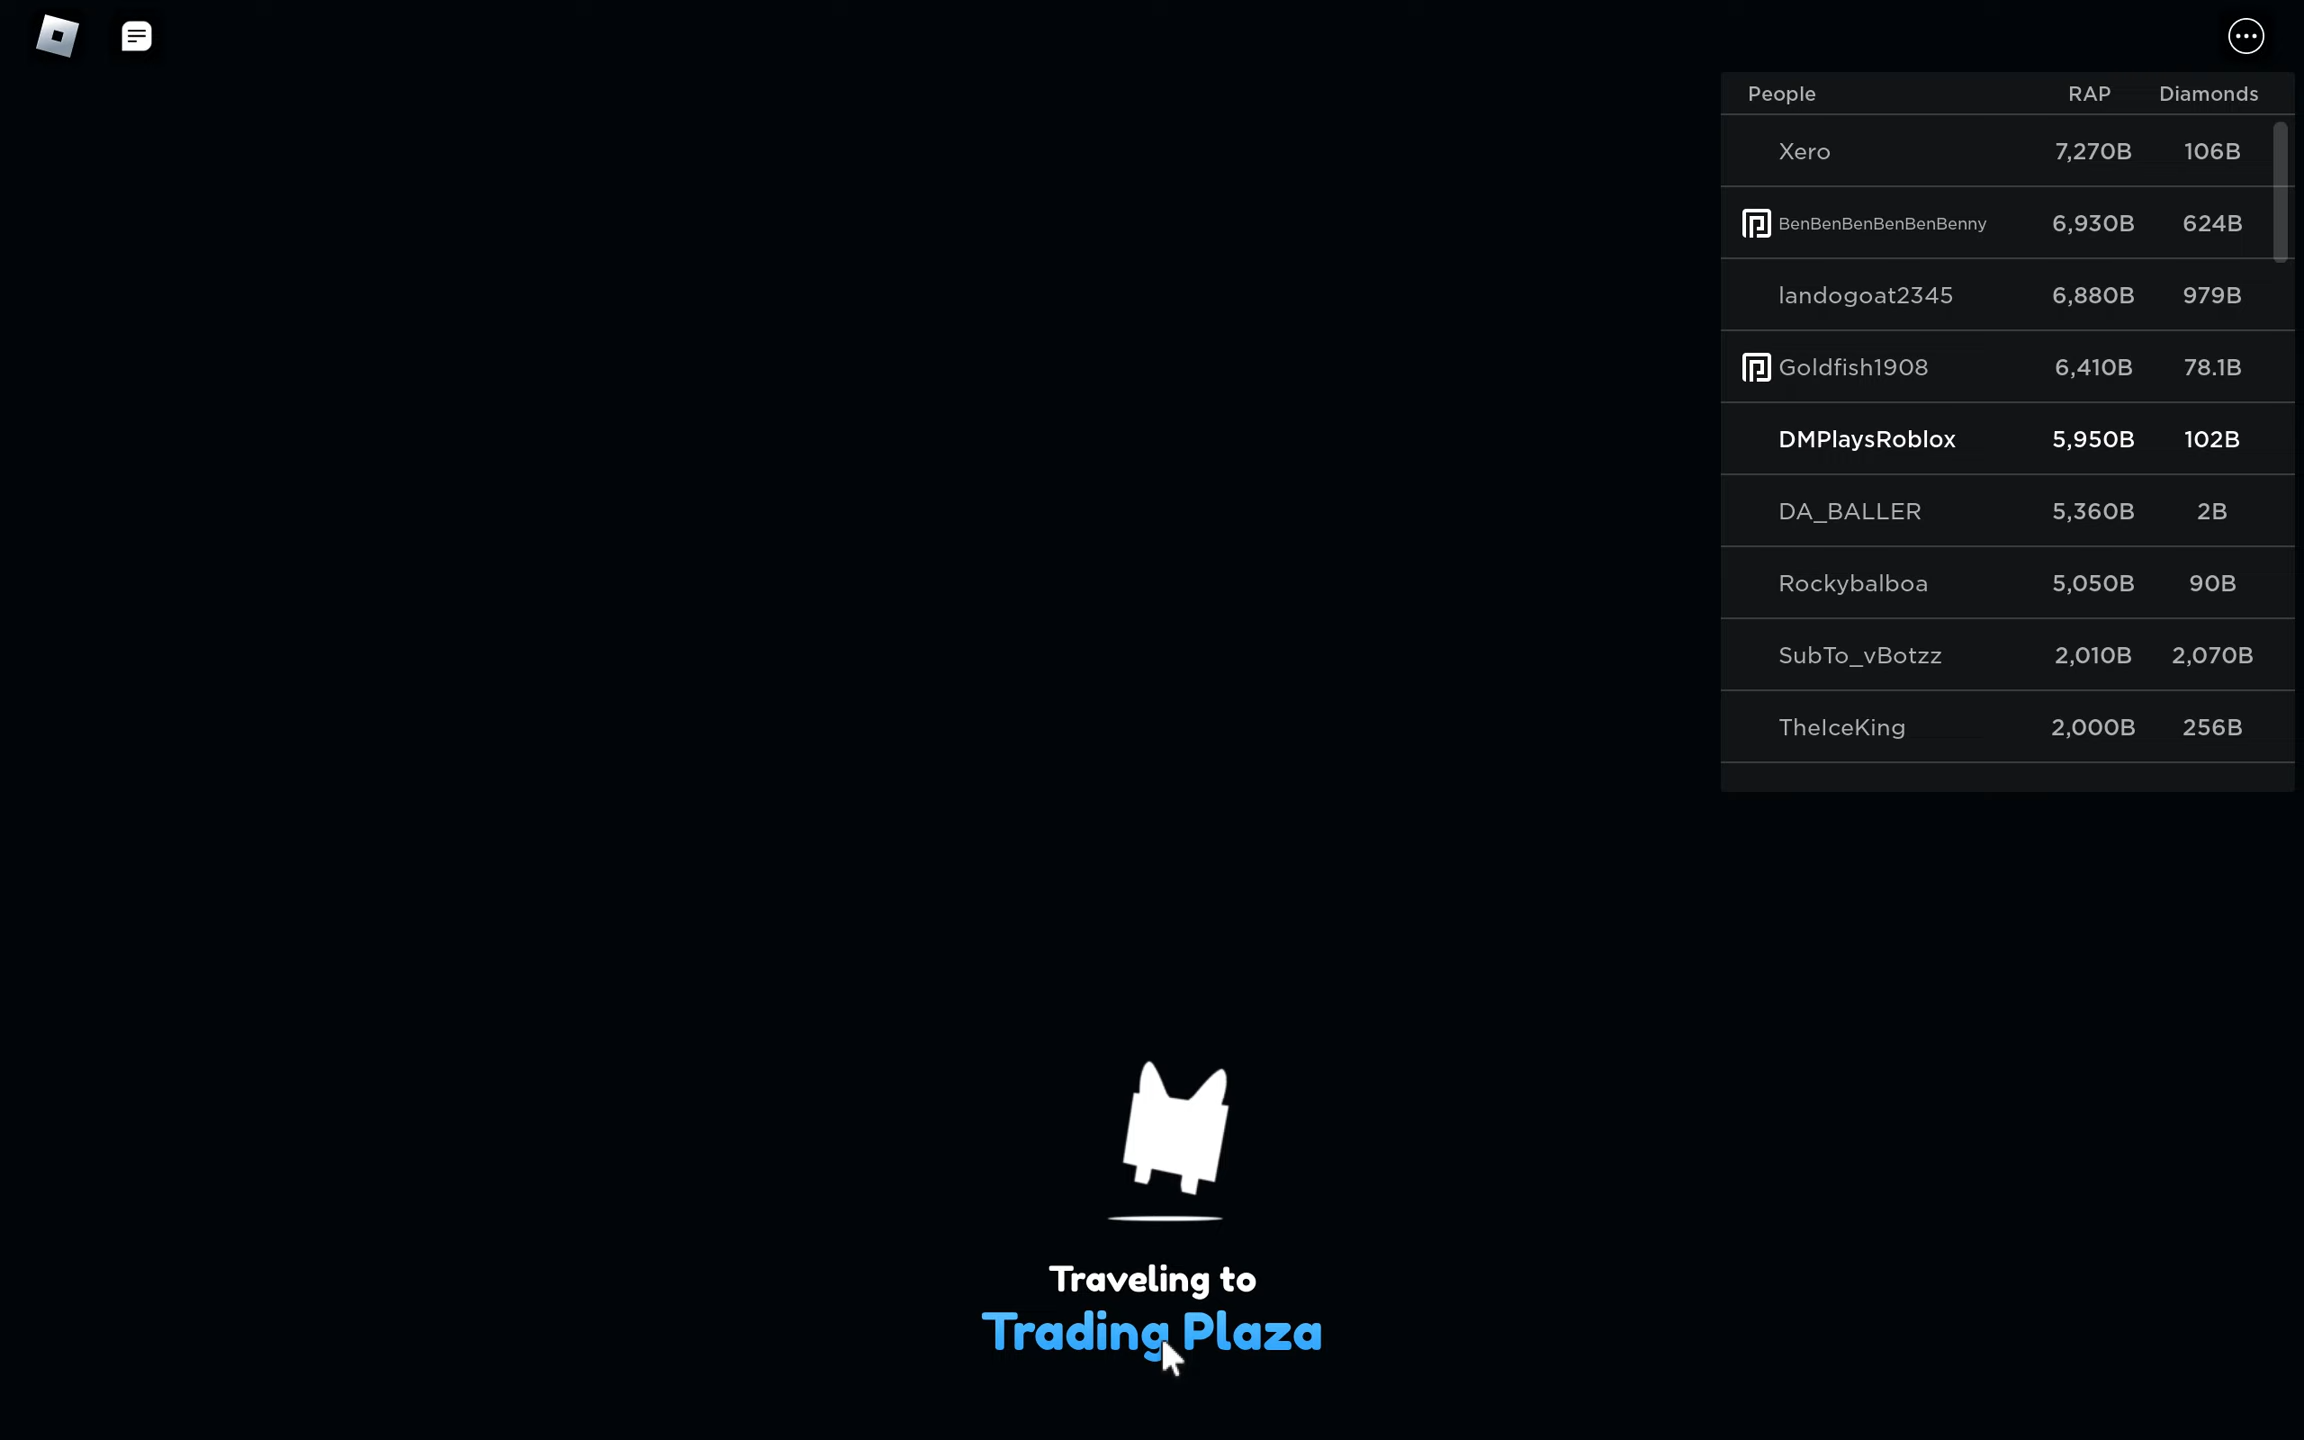 People RAP Diamonds
Xero 7,270B 106B
BenBenBenBenBenBenny 6,930B 624B
landogoat2345 6,880B 979B
Goldfish1908 6,410B 78.1B
DMPlaysRoblox 5,950B 102B
DA_BALLER 5,360B 2B
Rockybalboa 5,050B 90B
SubTo_vBotzz 2,010B 2,070B
TheIceKing 2,000B 256B
Traveling to
Trading Plaza